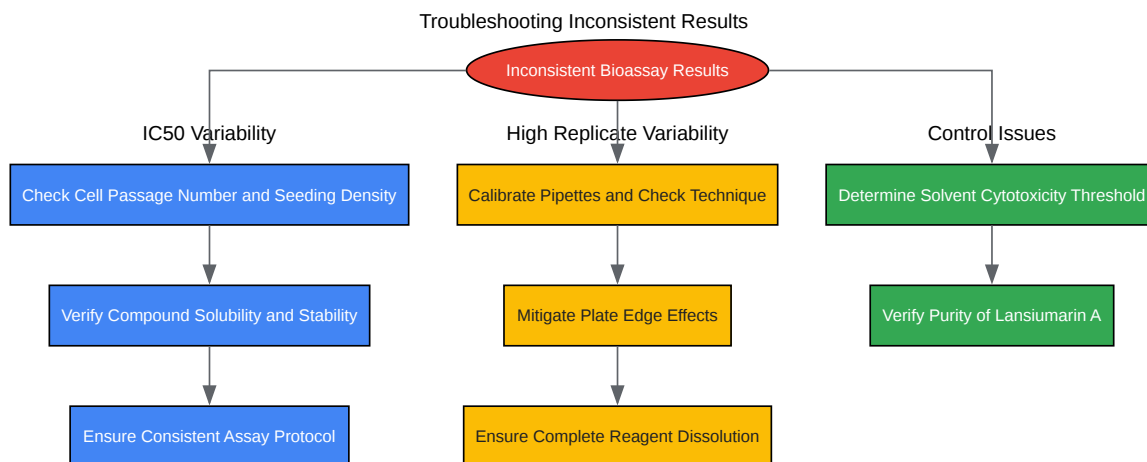 Troubleshooting Inconsistent Results
Inconsistent Bioassay Results
IC50 Variability
High Replicate Variability
Control Issues
Check Cell Passage Number and Seeding Density
Calibrate Pipettes and Check Technique
Determine Solvent Cytotoxicity Threshold
Verify Compound Solubility and Stability
Mitigate Plate Edge Effects
Verify Purity of Lansiumarin A
Ensure Consistent Assay Protocol
Ensure Complete Reagent Dissolution